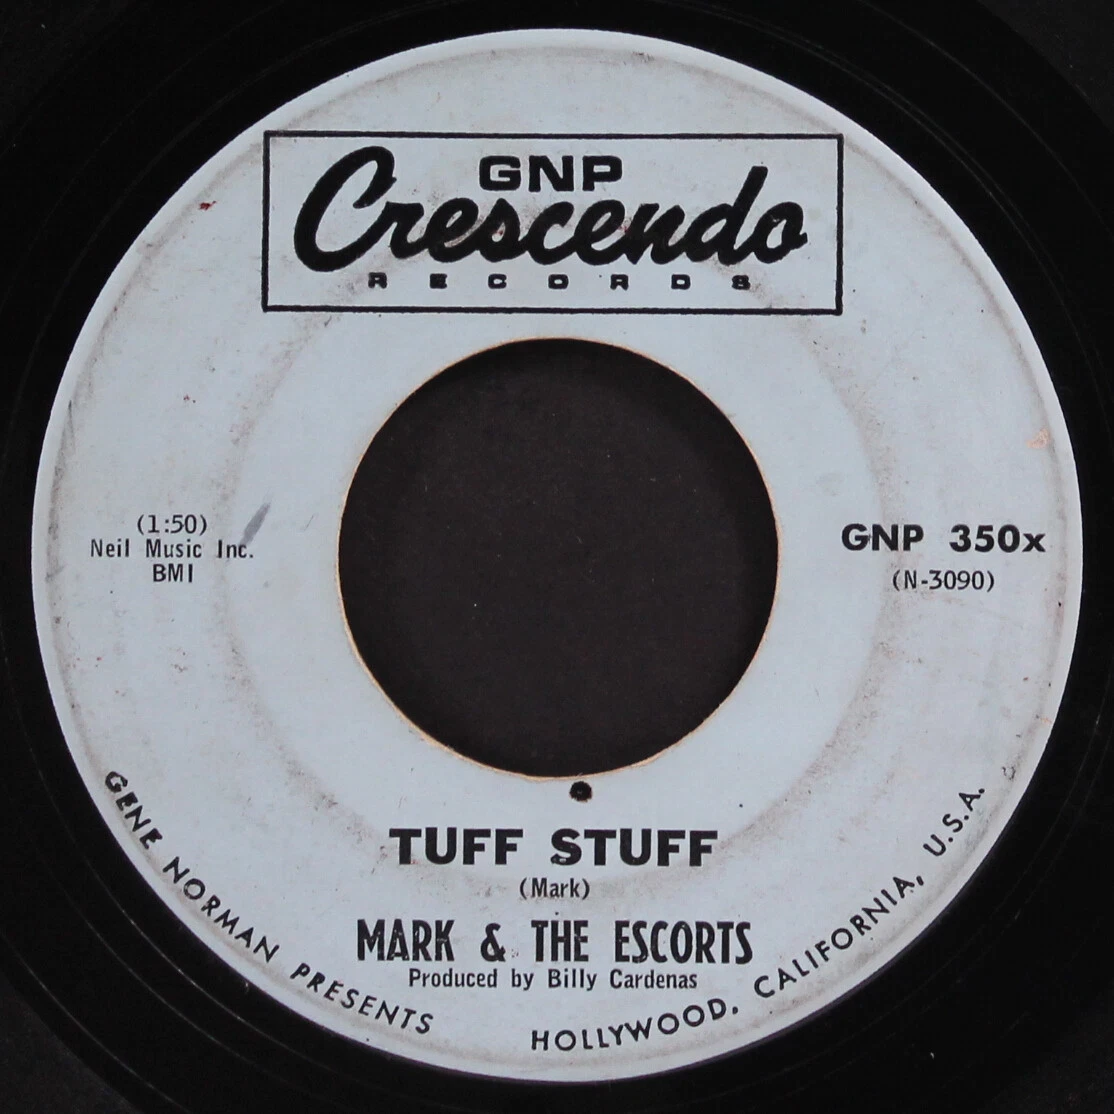 GNP
Crescendo
RECORDS
(1:50)
Neil Music Inc.
BMI
GNP 350x
(N-3090)
TUFF STUFF
(Mark)
MARK & THE ESCORTS
Produced by Billy Cardenas
GENE NORMAN PRESENTS
HOLLYWOOD, CALIFORNIA, U.S.A.